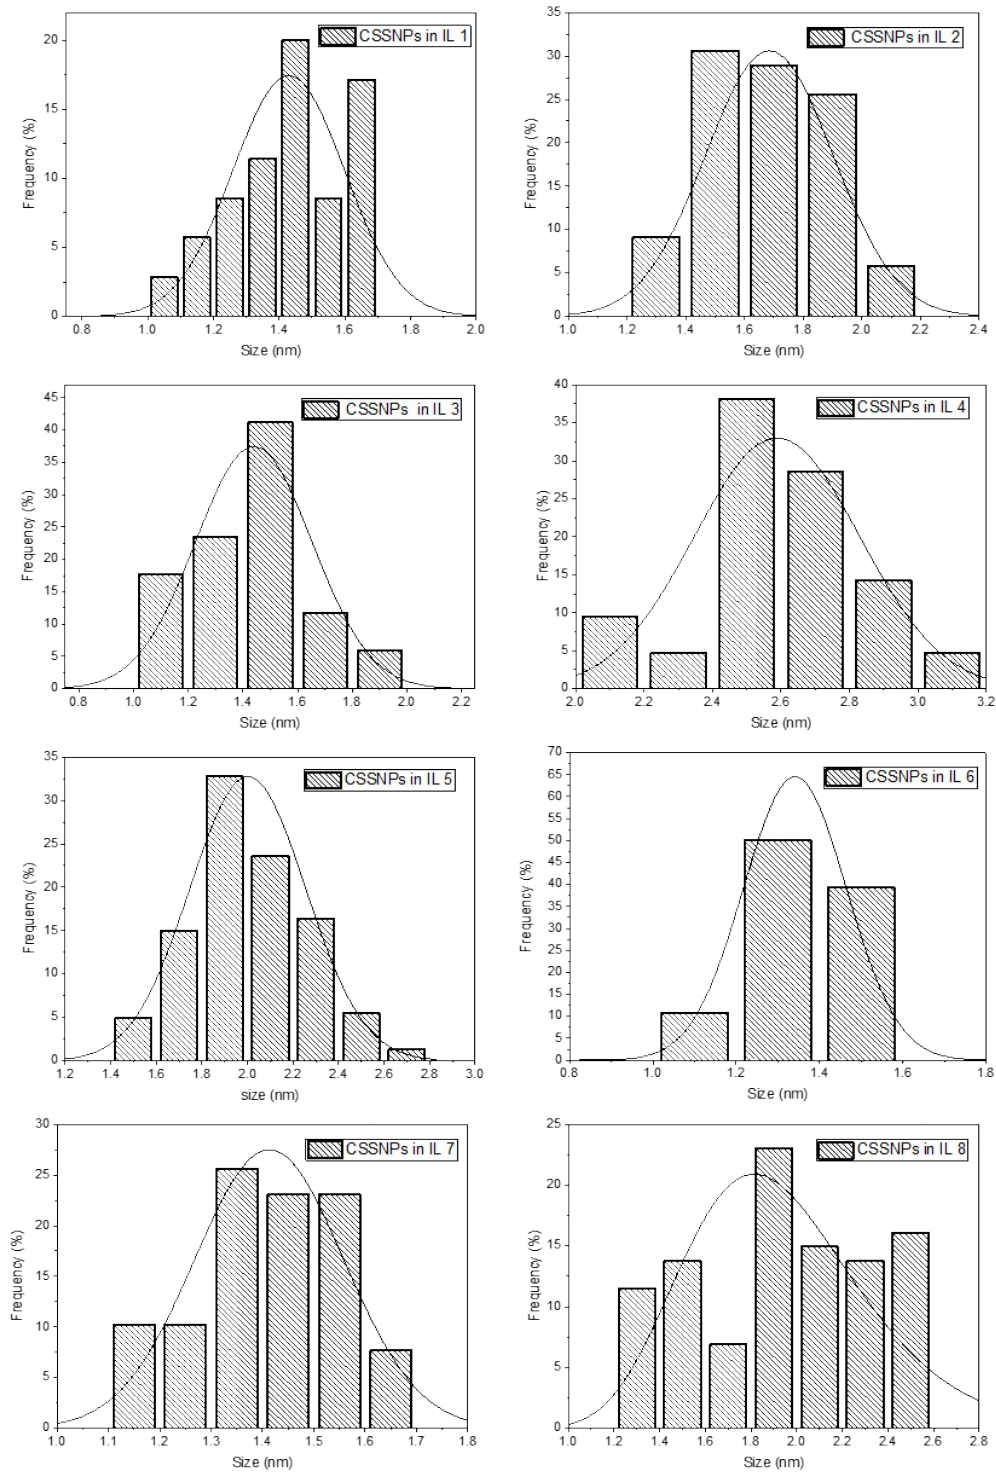 CSSNPs in IL 1
Frequency (%)
20
15
10
5
0
0.8 1.0 1.2 1.4 1.6 1.8 2.0
Size (nm)
CSSNPs in IL 2
Frequency (%)
35
30
25
20
15
10
5
0
1.0 1.2 1.4 1.6 1.8 2.0 2.2 2.4
Size (nm)
CSSNPs in IL 3
Frequency (%)
45
40
35
30
25
20
15
10
5
0
0.8 1.0 1.2 1.4 1.6 1.8 2.0 2.2
Size (nm)
CSSNPs in IL 4
Frequency (%)
40
35
30
25
20
15
10
5
0
2.0 2.2 2.4 2.6 2.8 3.0 3.2
Size (nm)
CSSNPs in IL 5
Frequency (%)
35
30
25
20
15
10
5
0
1.2 1.4 1.6 1.8 2.0 2.2 2.4 2.6 2.8 3.0
size (nm)
CSSNPs in IL 6
Frequency (%)
70
65
60
55
50
45
40
35
30
25
20
15
10
5
0
0.8 1.0 1.2 1.4 1.6 1.8
Size (nm)
CSSNPs in IL 7
Frequency (%)
30
25
20
15
10
5
0
1.0 1.1 1.2 1.3 1.4 1.5 1.6 1.7 1.8
Size (nm)
CSSNPs in IL 8
Frequency (%)
25
20
15
10
5
0
1.0 1.2 1.4 1.6 1.8 2.0 2.2 2.4 2.6 2.8
Size (nm)